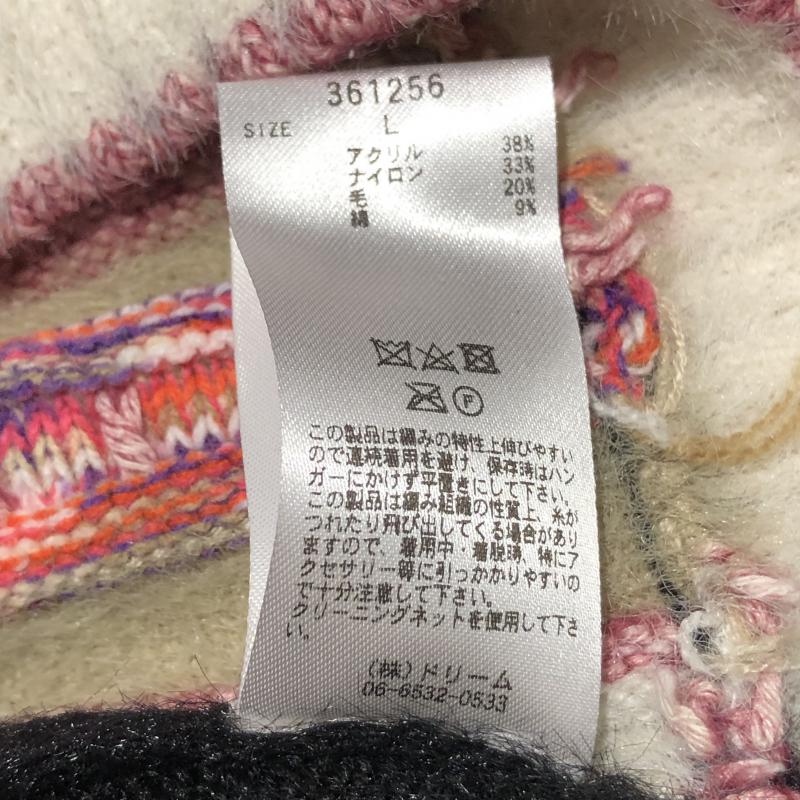 361256
SIZE L
アクリル 38%
ナイロン 33%
毛 20%
綿 9%
Ⓕ
この製品は編みの特性上伸びやすい
ので連続着用を避け、保存時はハン
ガーにかけず平置きにして下さい。
この製品は編み組織の性質上、糸が
つれたり飛び出してくる場合があり
ますので、着用中・着脱時、特にア
クセサリー等に引っかかりやすいの
で十分注意して下さい。
クリーニングネットを使用して下さ
い。
(株)ドリーム
06-6532-0533